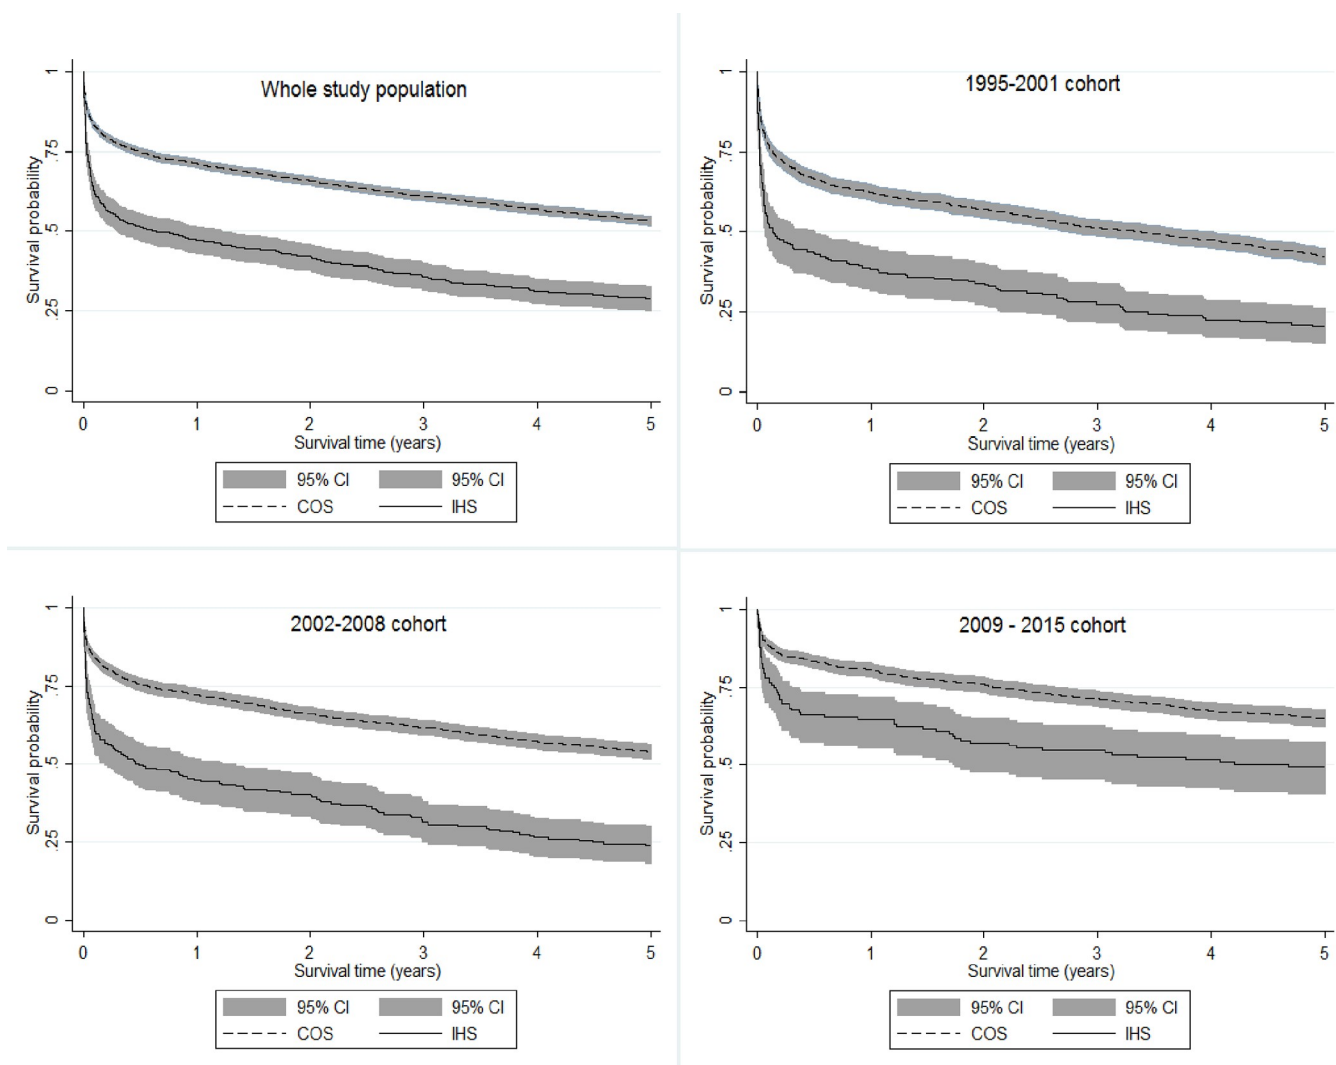 Whole study population
Survival probability
1
.75
.5
.25
0
0 1 2 3 4 5
Survival time (years)
95% CI 95% CI
COS IHS
1995-2001 cohort
Survival probability
1
.75
.5
.25
0
0 1 2 3 4 5
Survival time (years)
95% CI 95% CI
COS IHS
2002-2008 cohort
Survival probability
1
.75
.5
.25
0
0 1 2 3 4 5
Survival time (years)
95% CI 95% CI
COS IHS
2009 - 2015 cohort
Survival probability
1
.75
.5
.25
0
0 1 2 3 4 5
Survival time (years)
95% CI 95% CI
COS IHS